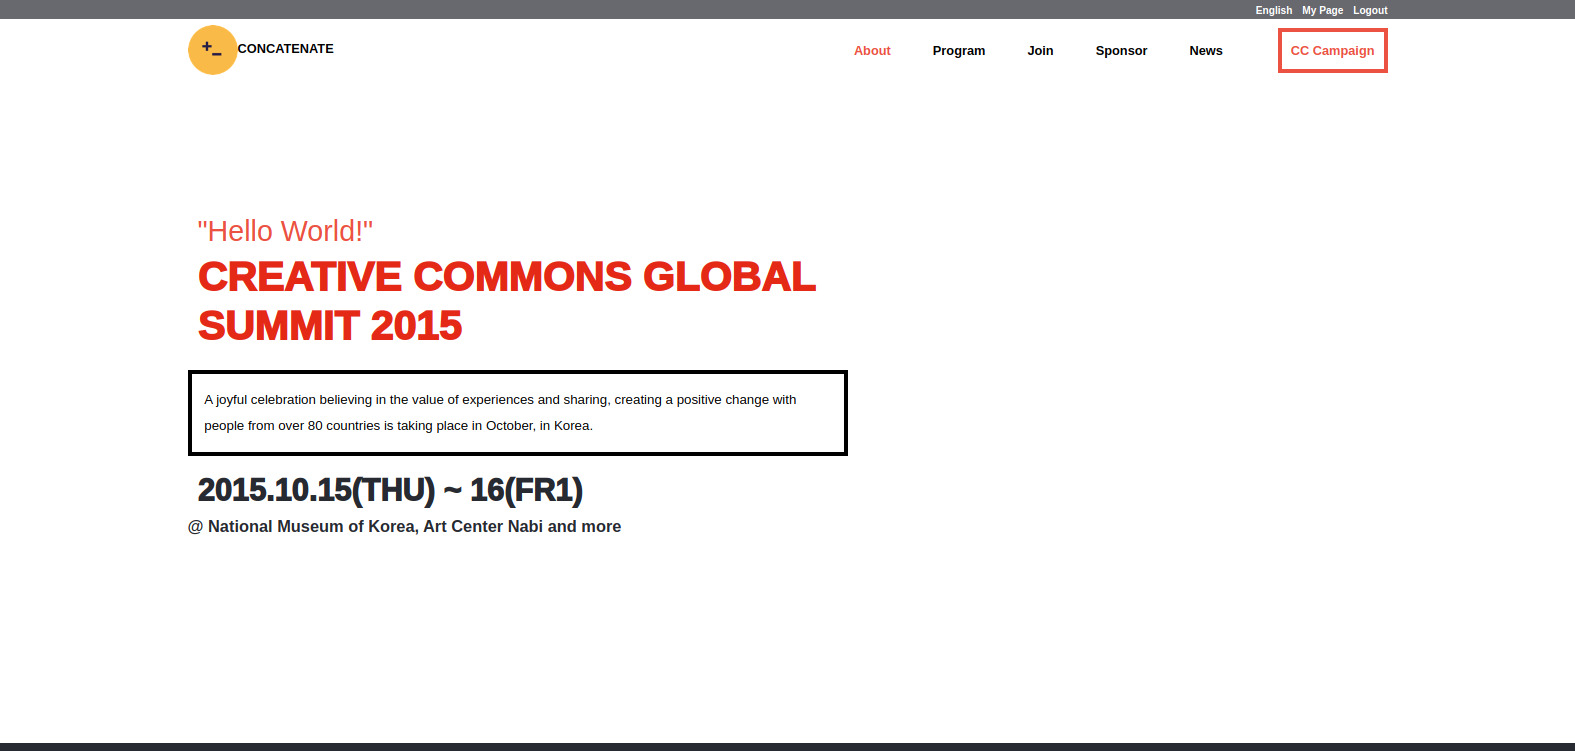 English My Page Logout
+_ CONCATENATE
About Program Join Sponsor News CC Campaign
"Hello World!"
CREATIVE COMMONS GLOBAL
SUMMIT 2015
A joyful celebration believing in the value of experiences and sharing, creating a positive change with
people from over 80 countries is taking place in October, in Korea.
2015.10.15(THU) ~ 16(FR1)
@ National Museum of Korea, Art Center Nabi and more